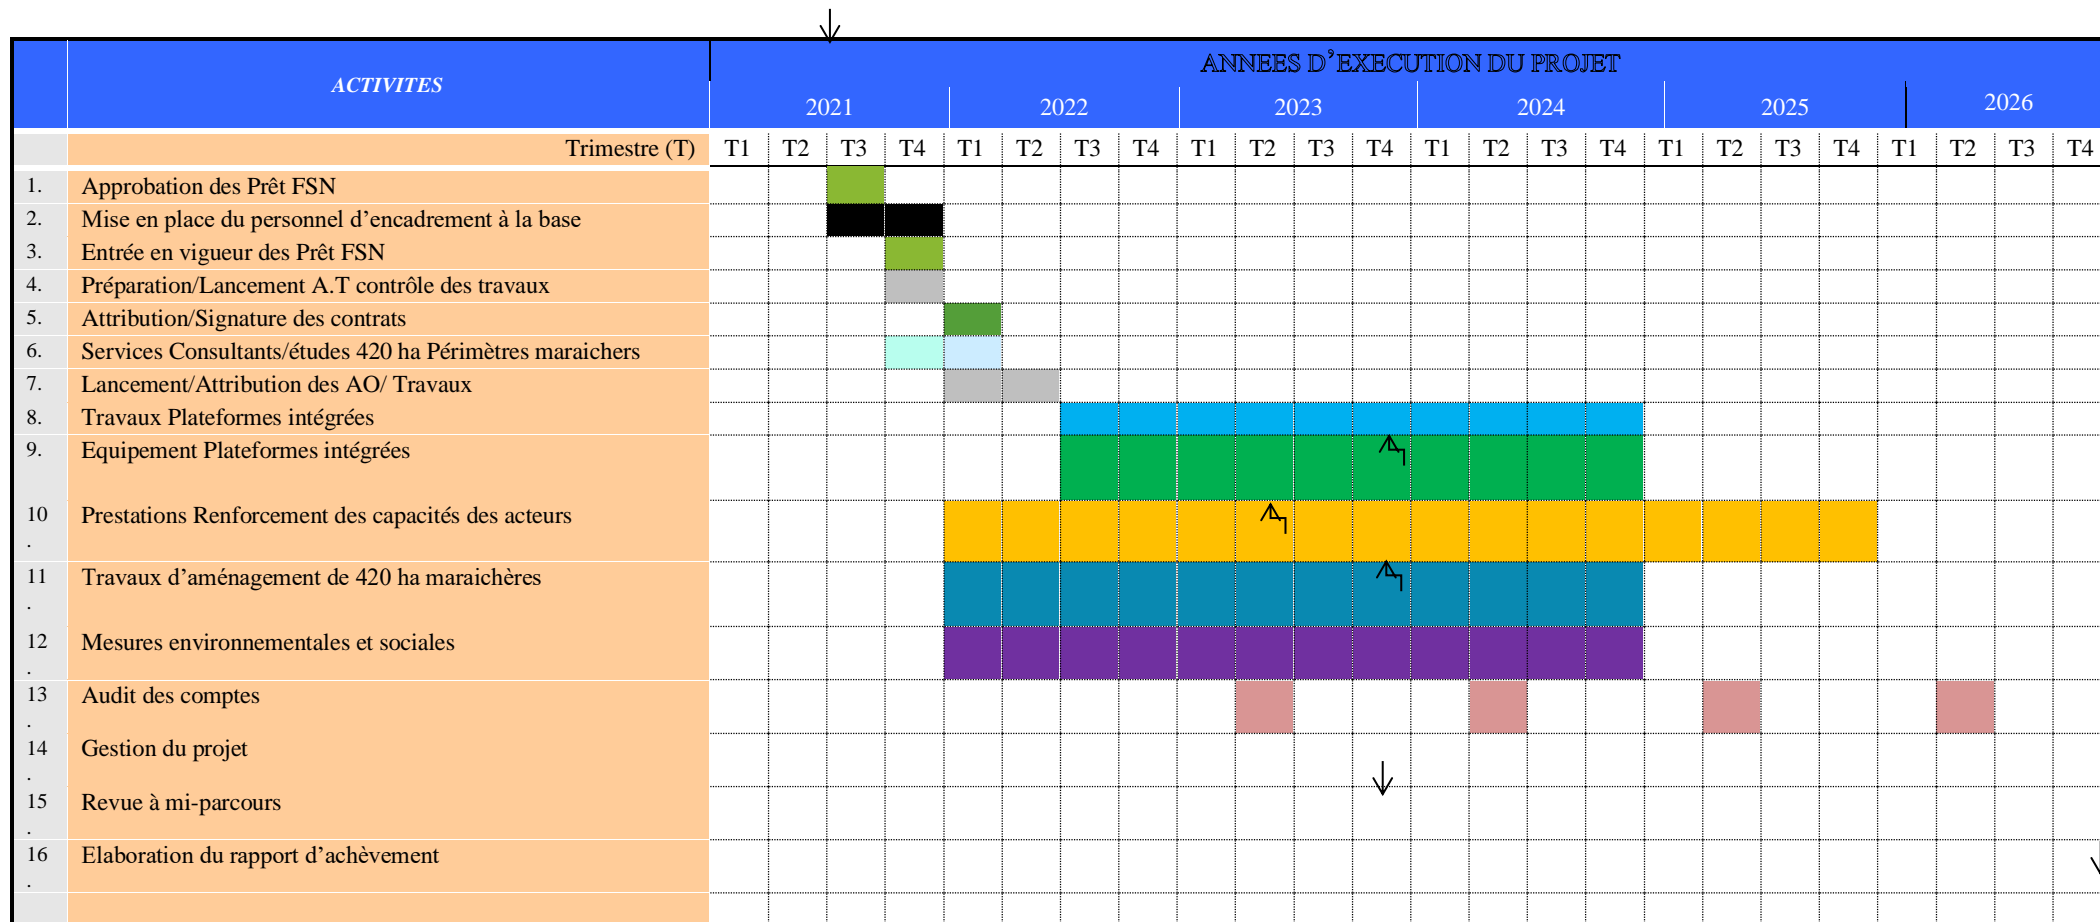 ANNEES D’EXECUTION DU PROJET
ACTIVITES
2021 2022 2023 2024 2025 2026
Trimestre (T) T1 T2 T3 T4 T1 T2 T3 T4 T1 T2 T3 T4 T1 T2 T3 T4 T1 T2 T3 T4 T1 T2 T3 T4
1. Approbation des Prêt FSN
2. Mise en place du personnel d’encadrement à la base
3. Entrée en vigueur des Prêt FSN
4. Préparation/Lancement A.T contrôle des travaux
5. Attribution/Signature des contrats
6. Services Consultants/études 420 ha Périmètres maraichers
7. Lancement/Attribution des AO/ Travaux
8. Travaux Plateformes intégrées
9. Equipement Plateformes intégrées
10 Prestations Renforcement des capacités des acteurs
.
11 Travaux d’aménagement de 420 ha maraichères
.
12 Mesures environnementales et sociales
.
13 Audit des comptes
.
14 Gestion du projet
.
15 Revue à mi-parcours
.
16 Elaboration du rapport d’achèvement
.